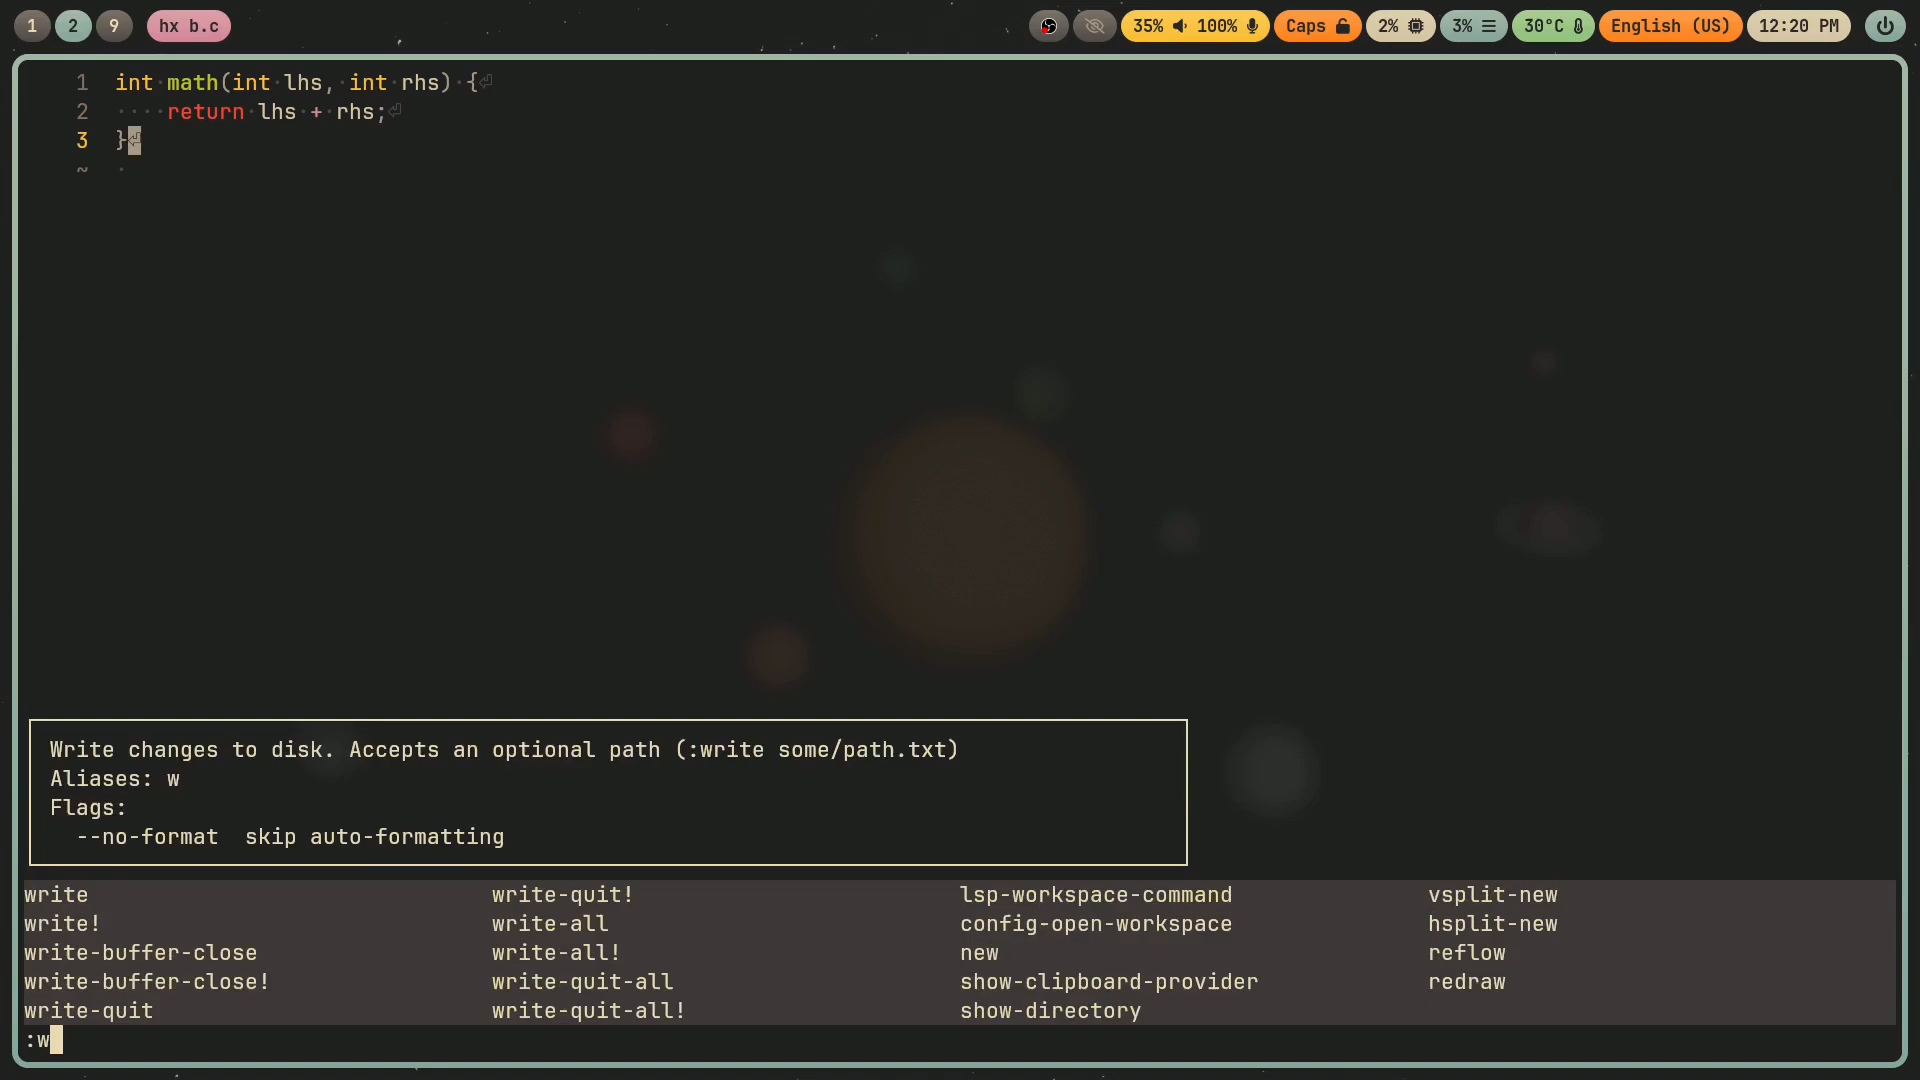 1 2 9 hx b.c 35% 100% Caps 2% 3% 30°C English (US) 12:20 PM
1 int math(int lhs, int rhs) {
2 return lhs + rhs;
3 }
~
Write changes to disk. Accepts an optional path (:write some/path.txt)
Aliases: w
Flags:
--no-format skip auto-formatting
write write-quit! lsp-workspace-command vsplit-new
write! write-all config-open-workspace hsplit-new
write-buffer-close write-all! new reflow
write-buffer-close! write-quit-all show-clipboard-provider redraw
write-quit write-quit-all! show-directory
:w